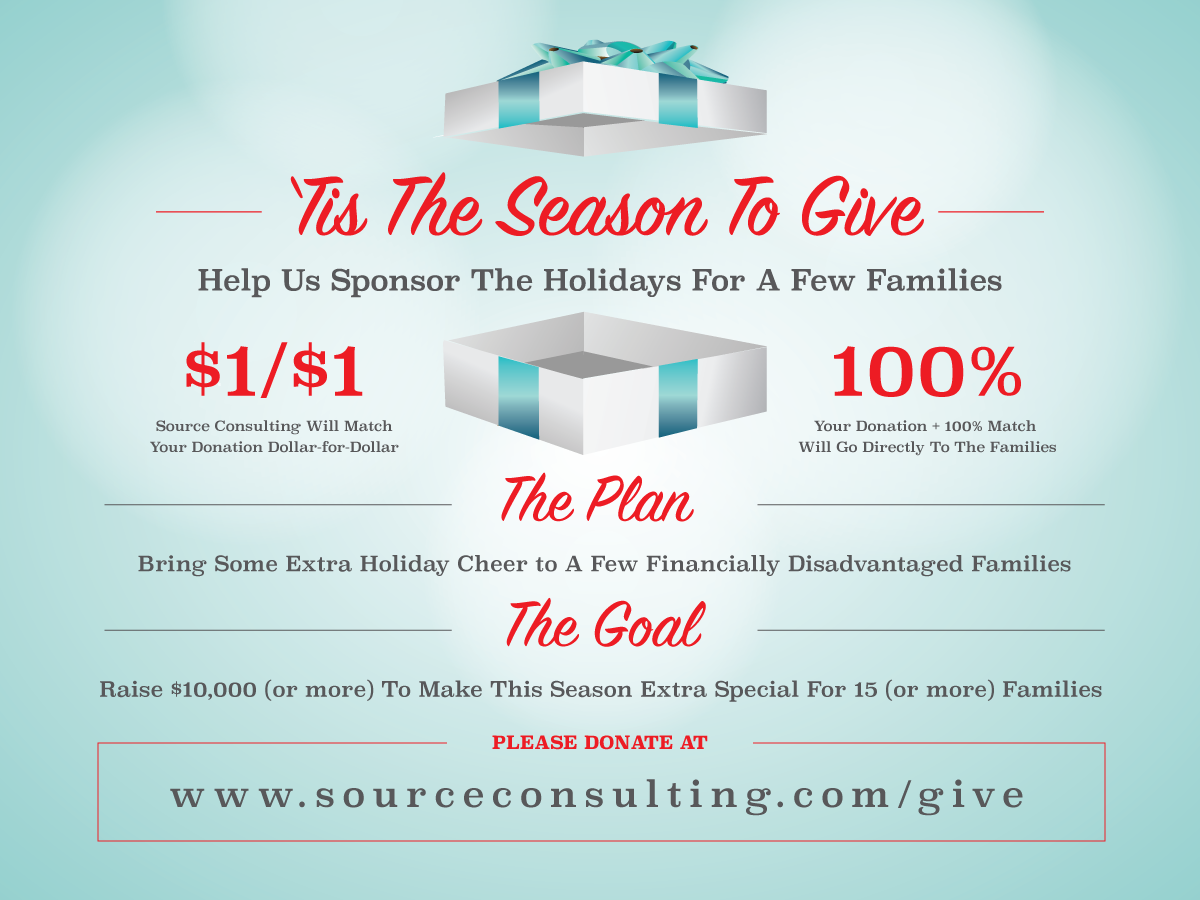 ‘Tis The Season To Give
Help Us Sponsor The Holidays For A Few Families
$1/$1
Source Consulting Will Match
Your Donation Dollar-for-Dollar
100%
Your Donation + 100% Match
Will Go Directly To The Families
The Plan
Bring Some Extra Holiday Cheer to A Few Financially Disadvantaged Families
The Goal
Raise $10,000 (or more) To Make This Season Extra Special For 15 (or more) Families
PLEASE DONATE AT
www.sourceconsulting.com/give